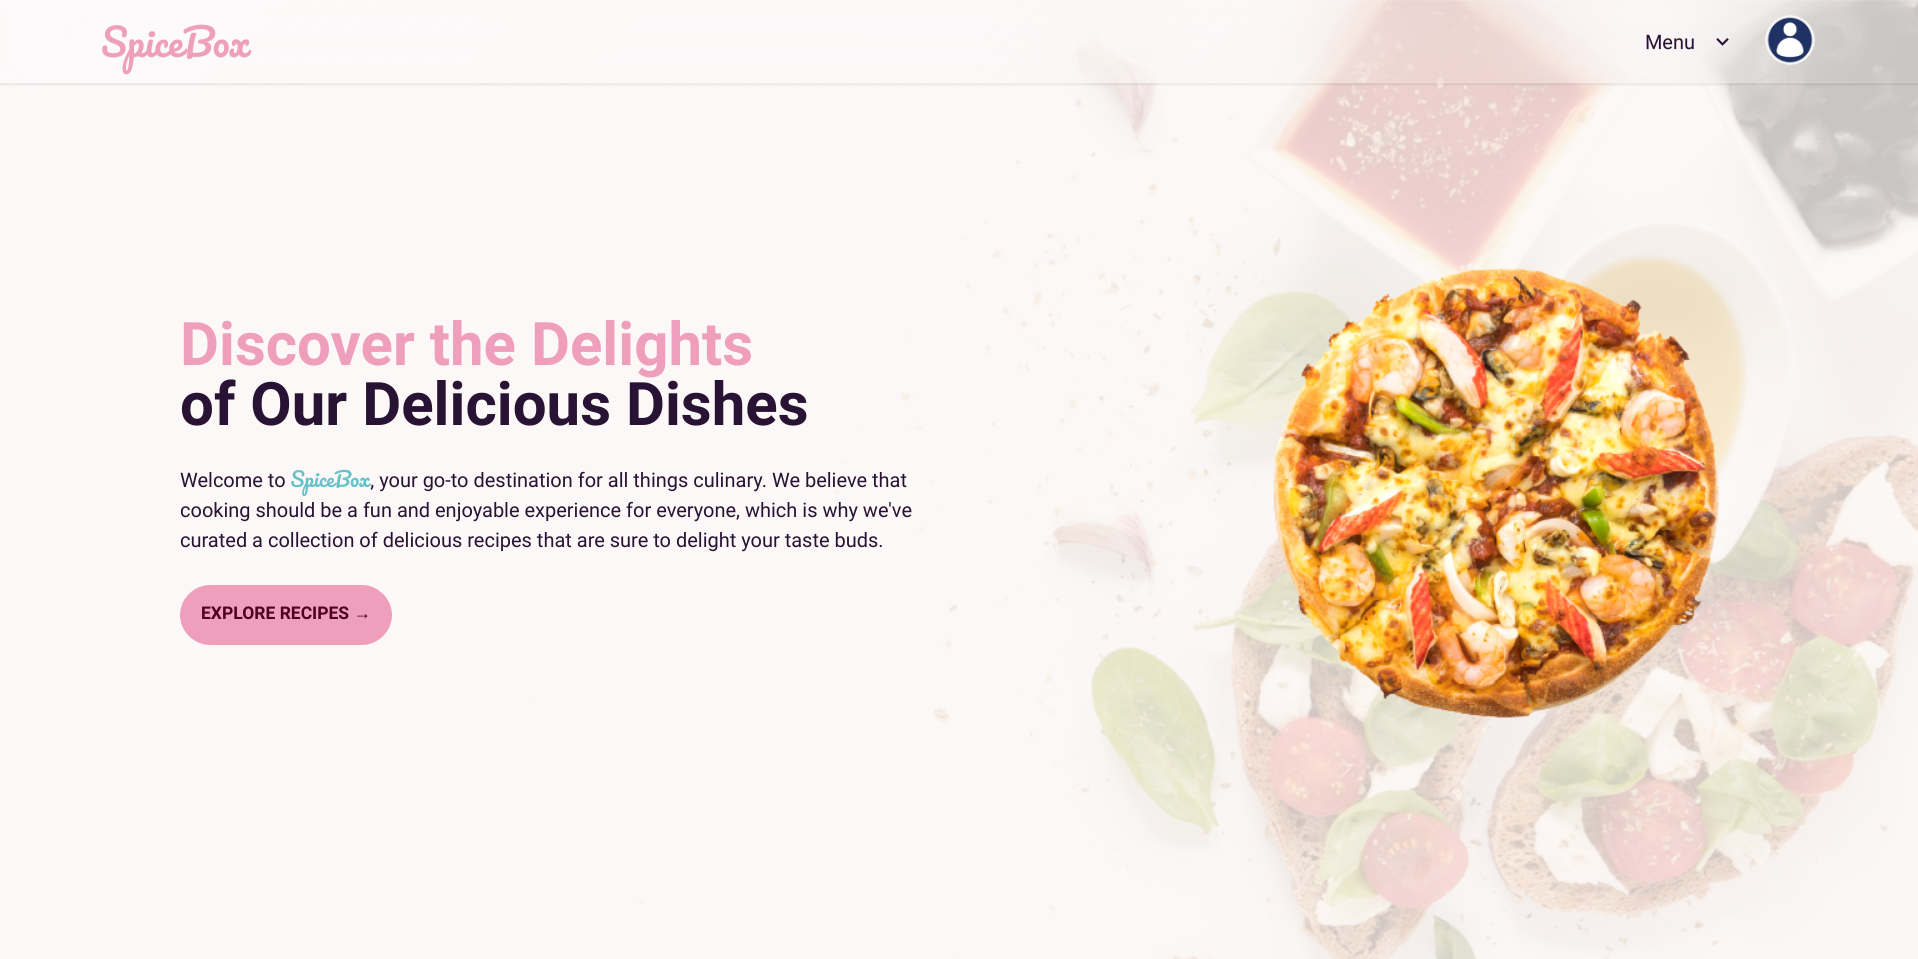 SpiceBox
Menu
Discover the Delights
of Our Delicious Dishes
Welcome to SpiceBox, your go-to destination for all things culinary. We believe that
cooking should be a fun and enjoyable experience for everyone, which is why we've
curated a collection of delicious recipes that are sure to delight your taste buds.
EXPLORE RECIPES →